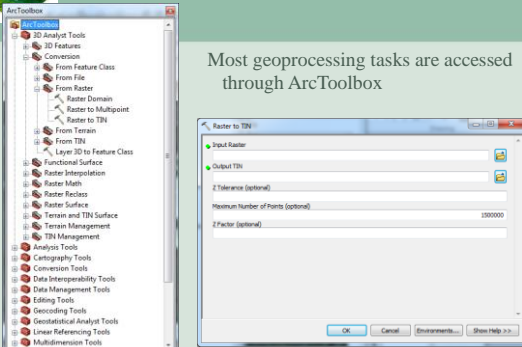 ArcToolbox
ArcToolbox
3D Analyst Tools
3D Features
Conversion
From Feature Class
From File
From Raster
Raster Domain
Raster to Multipoint
Raster to TIN
From Terrain
From TIN
Layer 3D to Feature Class
Functional Surface
Raster Interpolation
Raster Math
Raster Reclass
Raster Surface
Terrain and TIN Surface
Terrain Management
TIN Management
Analysis Tools
Cartography Tools
Conversion Tools
Data Interoperability Tools
Data Management Tools
Editing Tools
Geocoding Tools
Geostatistical Analyst Tools
Linear Referencing Tools
Multidimension Tools
Most geoprocessing tasks are accessed
through ArcToolbox
Raster to TIN
Input Raster
Output TIN
Z Tolerance (optional)
Maximum Number of Points (optional)
1500000
Z Factor (optional)
OK Cancel Environments... Show Help >>